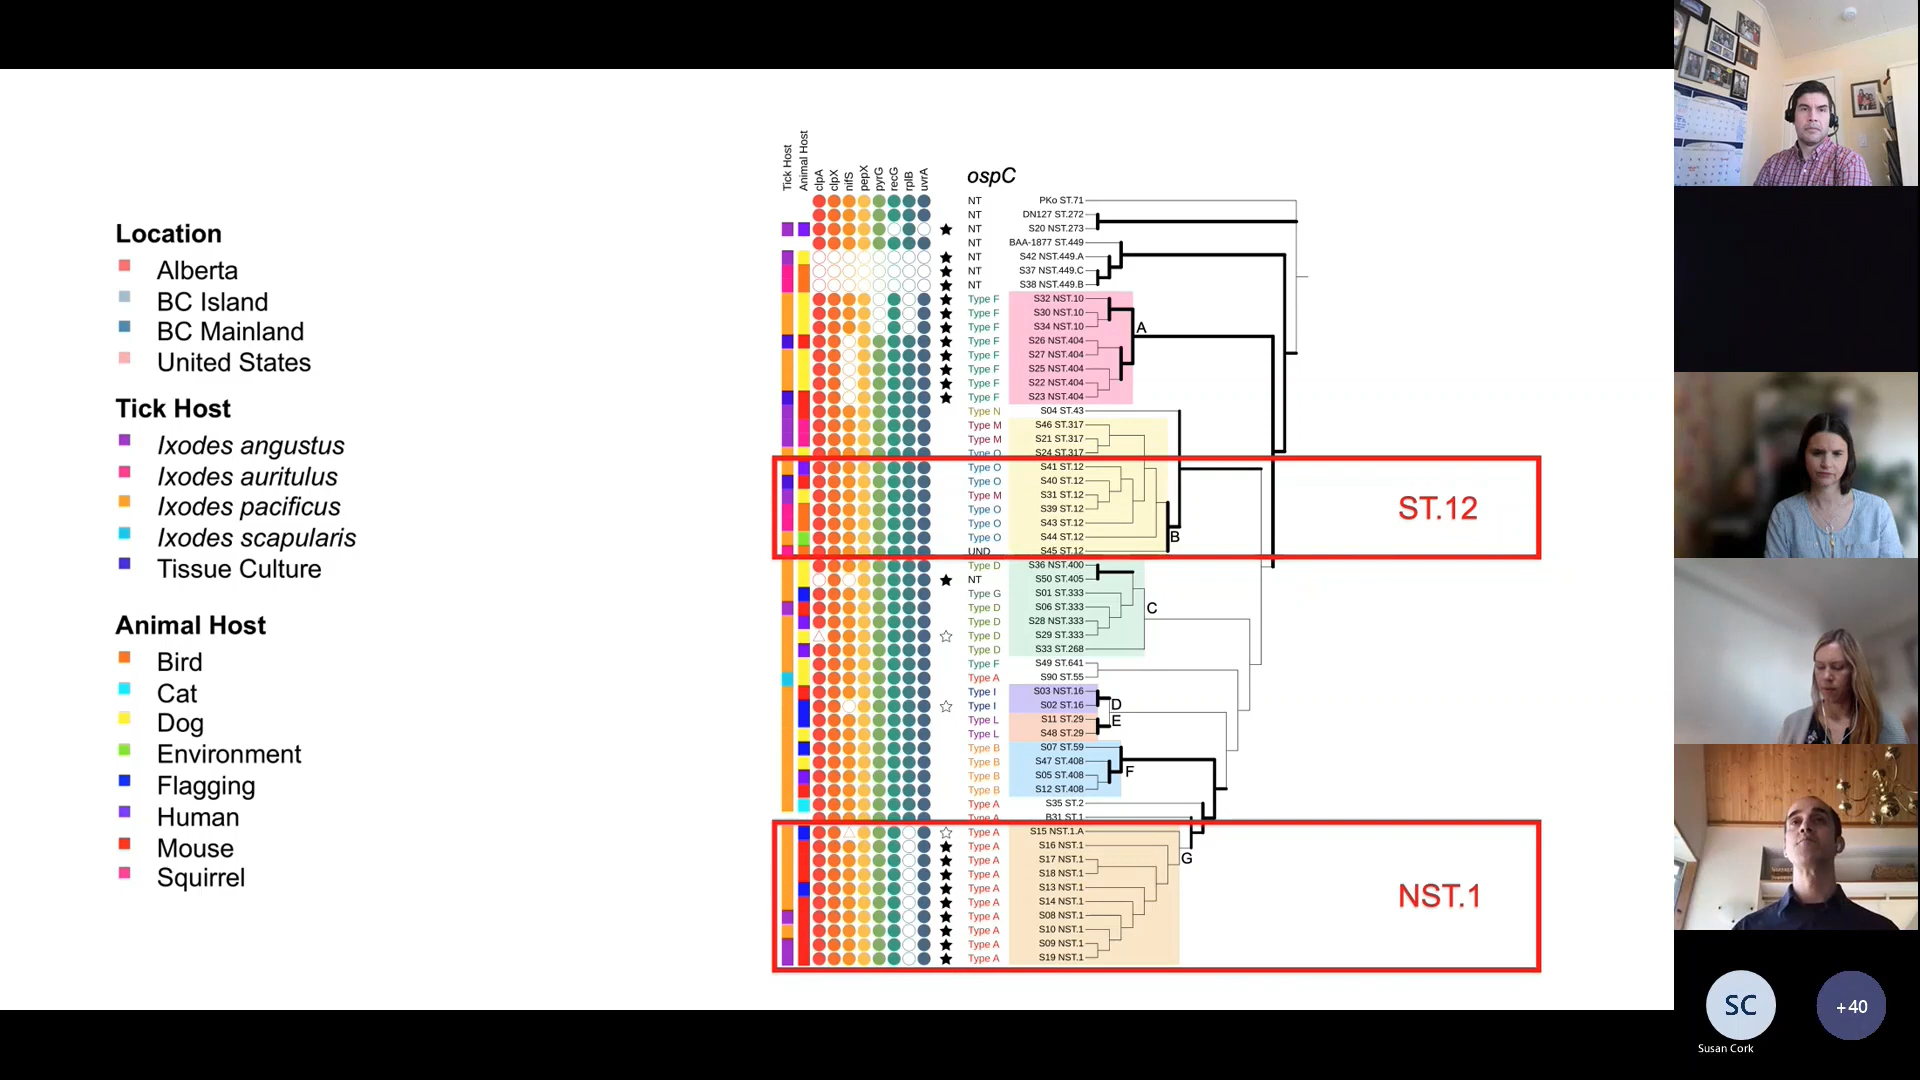 Location
Alberta
BC Island
BC Mainland
United States
Tick Host
Ixodes angustus
Ixodes auritulus
Ixodes pacificus
Ixodes scapularis
Tissue Culture
Animal Host
Bird
Cat
Dog
Environment
Flagging
Human
Mouse
Squirrel
Tick Host
Animal Host
clpA
clpX
nifS
pepX
pyrG
recG
rplB
uvrA
ospC
NT PKo ST.71
NT DN127 ST.272
NT S20 NST.273
NT BAA-1877 ST.449
NT S42 NST.449.A
NT S37 NST.449.C
NT S38 NST.449.B
Type F S32 NST.10
Type F S30 NST.10
Type F S34 NST.10
A
Type F S26 NST.404
Type F S27 NST.404
Type F S25 NST.404
Type F S22 NST.404
Type F S23 NST.404
Type N S04 ST.43
Type M S46 ST.317
Type M S21 ST.317
Type O S24 ST.317
Type O S41 ST.12
Type O S40 ST.12
Type M S31 ST.12
Type O S39 ST.12
ST.12
Type O S43 ST.12
Type O S44 ST.12
B
UND S45 ST.12
Type D S36 NST.400
NT S50 ST.405
Type G S01 ST.333
Type D S06 ST.333
C
Type D S28 NST.333
Type D S29 ST.333
Type D S33 ST.268
Type F S49 ST.641
Type A S90 ST.55
Type I S03 NST.16
Type I S02 ST.16
D
Type L S11 ST.29
E
Type L S48 ST.29
Type B S07 ST.59
Type B S47 ST.408
F
Type B S05 ST.408
Type B S12 ST.408
Type A S35 ST.2
Type A B31 ST.1
Type A S15 NST.1.A
Type A S16 NST.1
G
Type A S17 NST.1
Type A S18 NST.1
Type A S13 NST.1
NST.1
Type A S14 NST.1
Type A S08 NST.1
Type A S10 NST.1
Type A S09 NST.1
Type A S19 NST.1
SC
+40
Susan Cork